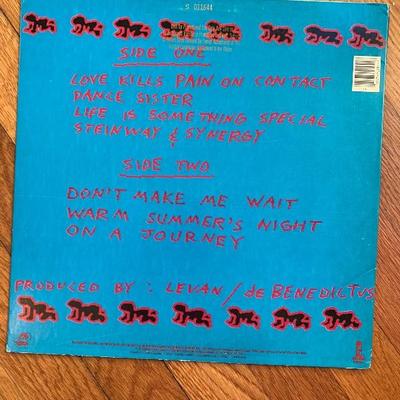 S 011644
SIDE ONE
LOVE KILLS PAIN ON CONTACT
DANCE SISTER
LIFE IS SOMETHING SPECIAL
STEINWAY & SYNERGY
SIDE TWO
DON'T MAKE ME WAIT
WARM SUMMER'S NIGHT
ON A JOURNEY
PRODUCED BY: LEVAN/de BENEDICTUS